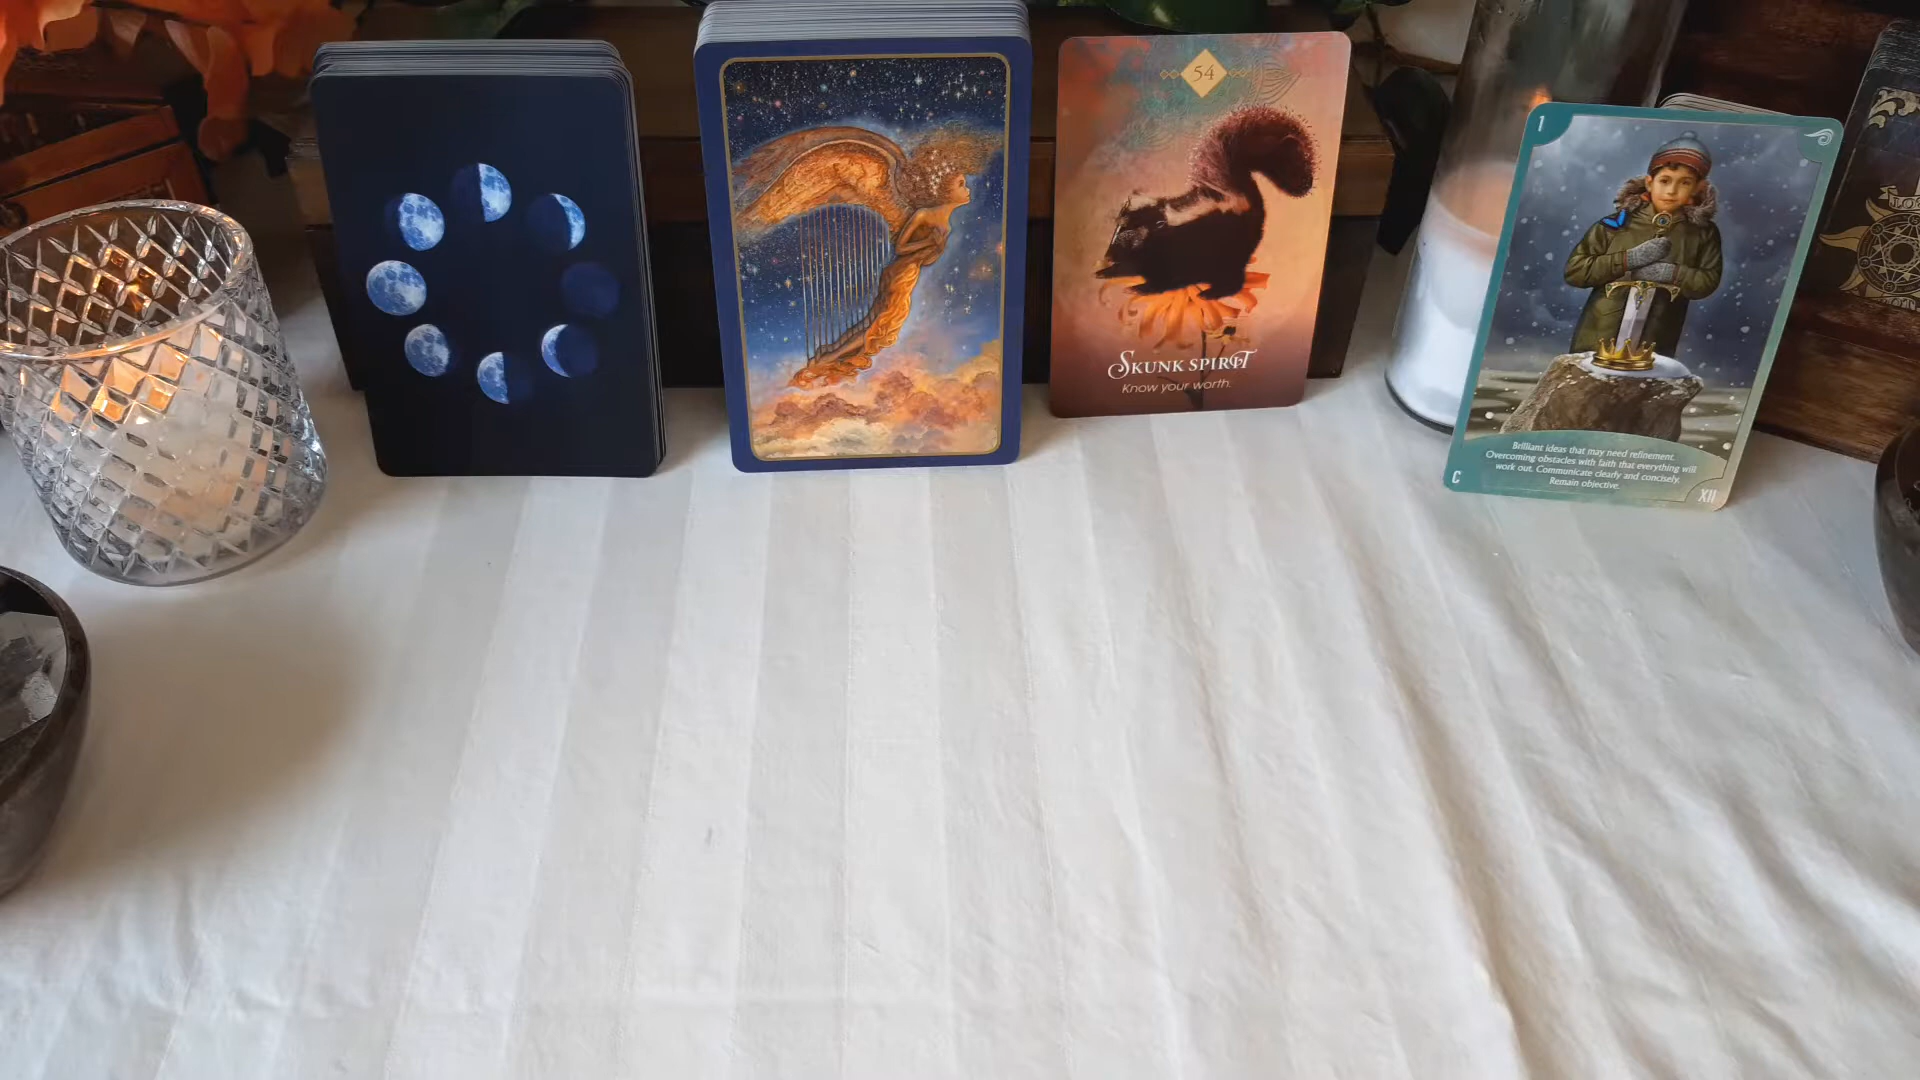 54
SKUNK SPIRIT
Know your worth.
1
Brilliant ideas that may need refinement.
Overcoming obstacles with faith that everything will
work out. Communicate clearly and concisely.
Remain objective.
C
XII